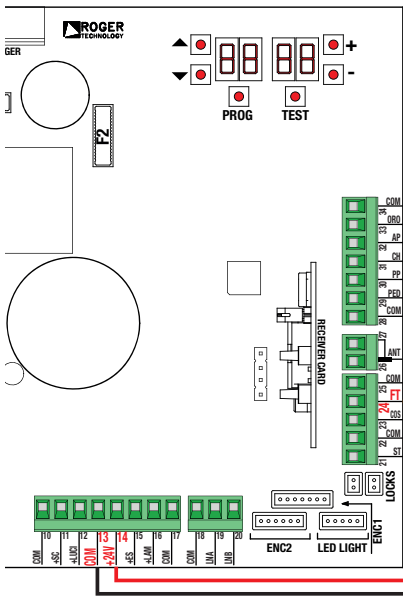 ROGER
TECHNOLOGY
GER
+
-
PROG
TEST
F2
COM
34
ORO
33
AP
32
CH
31
PP
30
PED
29
COM
28
27
ANT
26
COM
25
FT
24
COS
23
COM
22
ST
21
RECEIVER CARD
LOCKS
ENC1
ENC2
LED LIGHT
10 11 12 13 14 15 16 17 18 19 20
COM +SC +LUCI COM +24V +ES +LAM COM COM LNA LNB